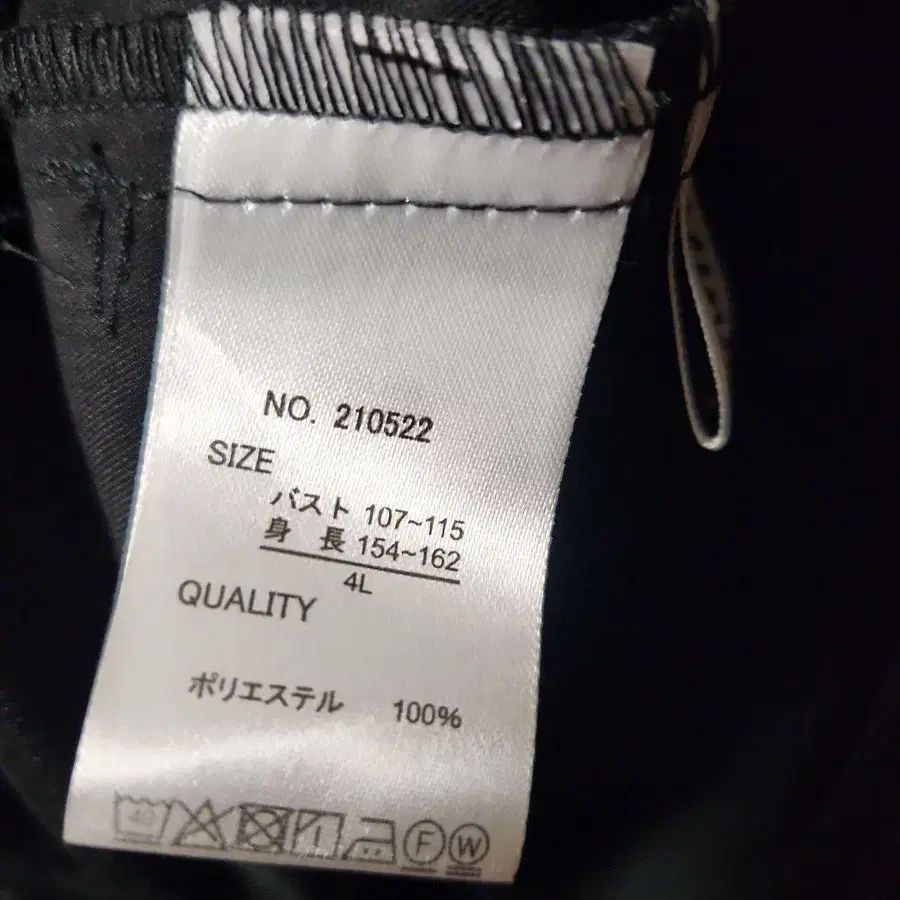 NO. 210522
SIZE
バスト 107~115
身 長 154~162
4L
QUALITY
ポリエステル 100%
40
F W